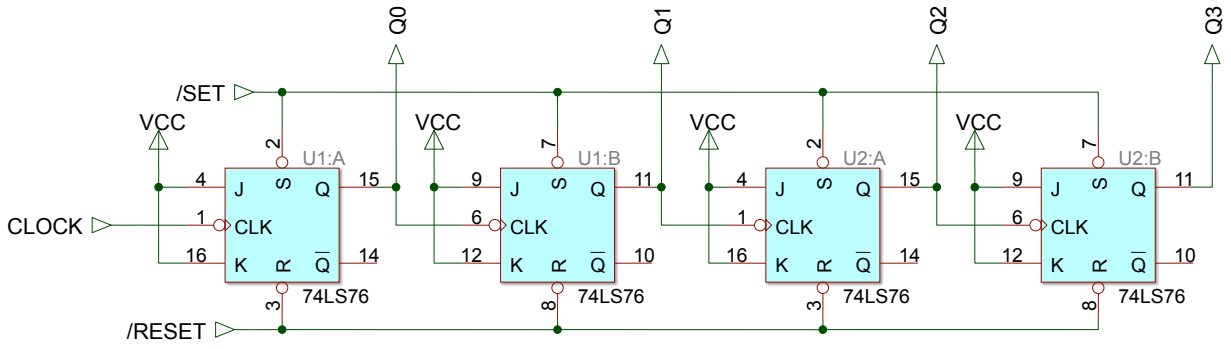 Q0
Q1
Q2
Q3
/SET
VCC
VCC
VCC
VCC
2
U1:A
7
U1:B
2
U2:A
7
U2:B
4
J
S
Q
15
9
J
S
Q
11
4
J
S
Q
15
9
J
S
Q
11
CLOCK
1
CLK
6
CLK
1
CLK
6
CLK
16
K
R
Q̅
14
12
K
R
Q̅
10
16
K
R
Q̅
14
12
K
R
Q̅
10
3
74LS76
8
74LS76
3
74LS76
8
74LS76
/RESET